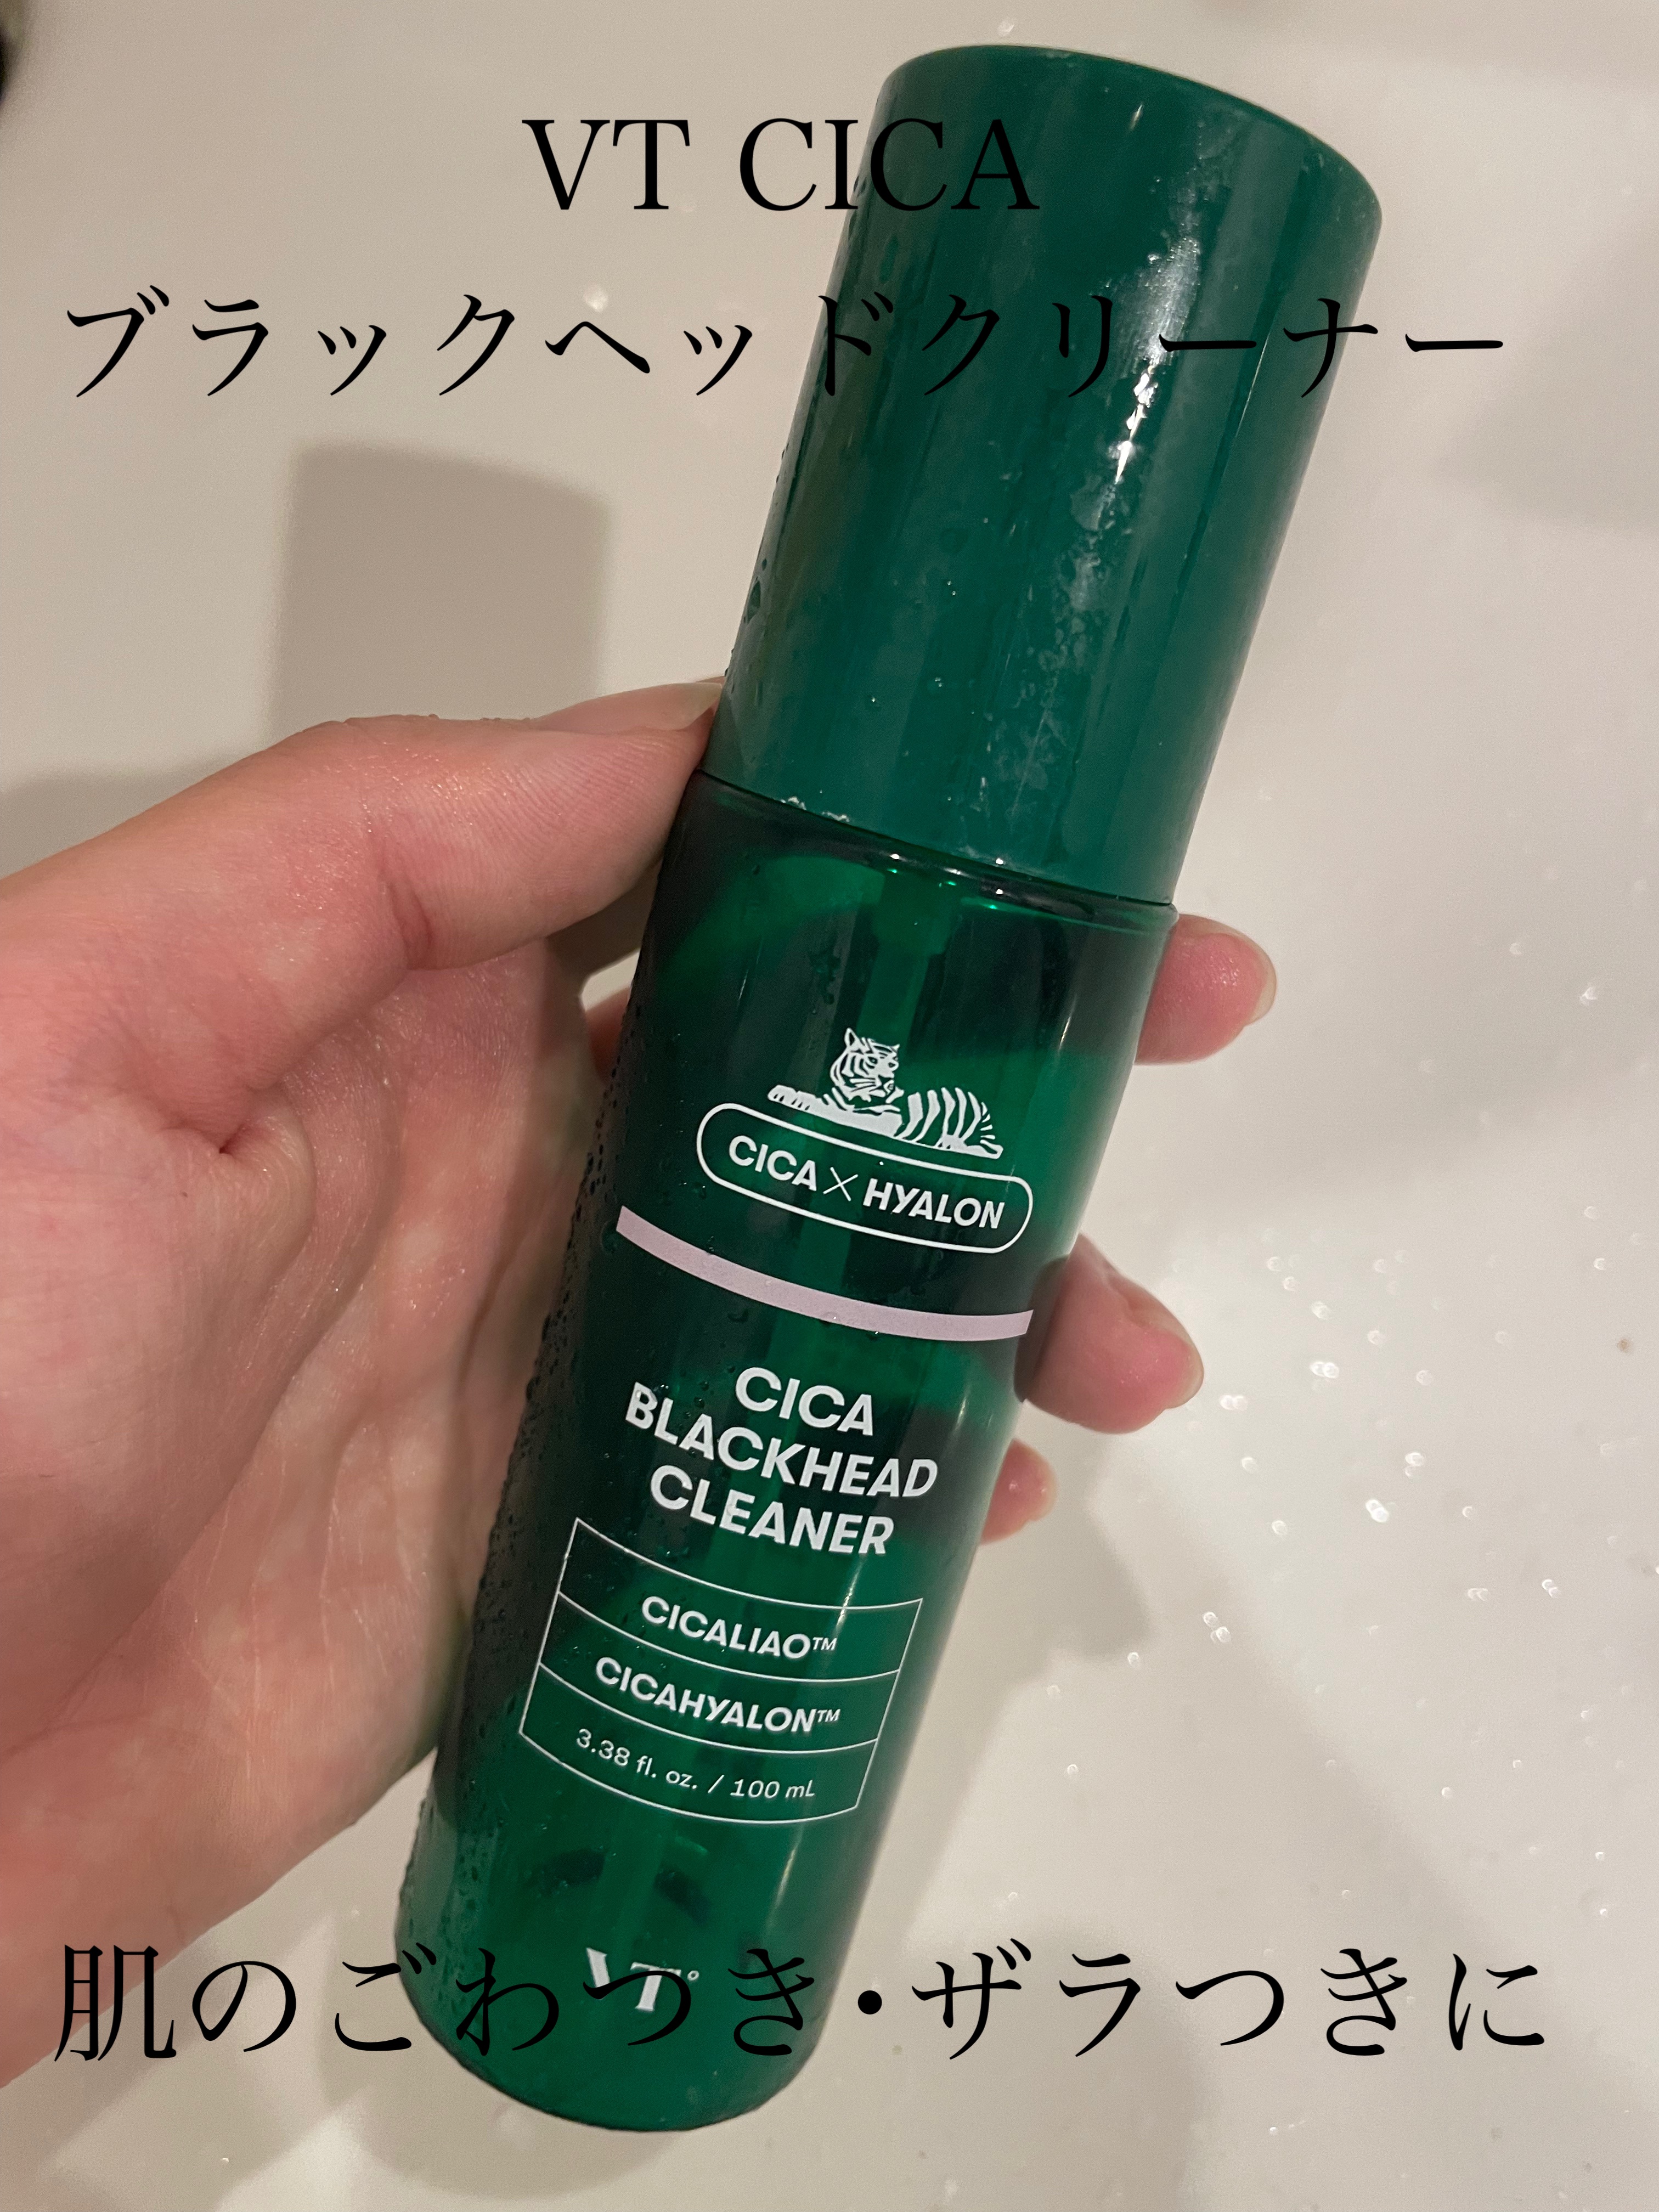 VT CICA
ブラックヘッドクリーナー
CICA×HYALON
CICA
BLACKHEAD
CLEANER
CICALIAO™
CICAHYALON™
3.38 fl. oz. / 100 mL
VT°
肌のごわつき・ザラつきに